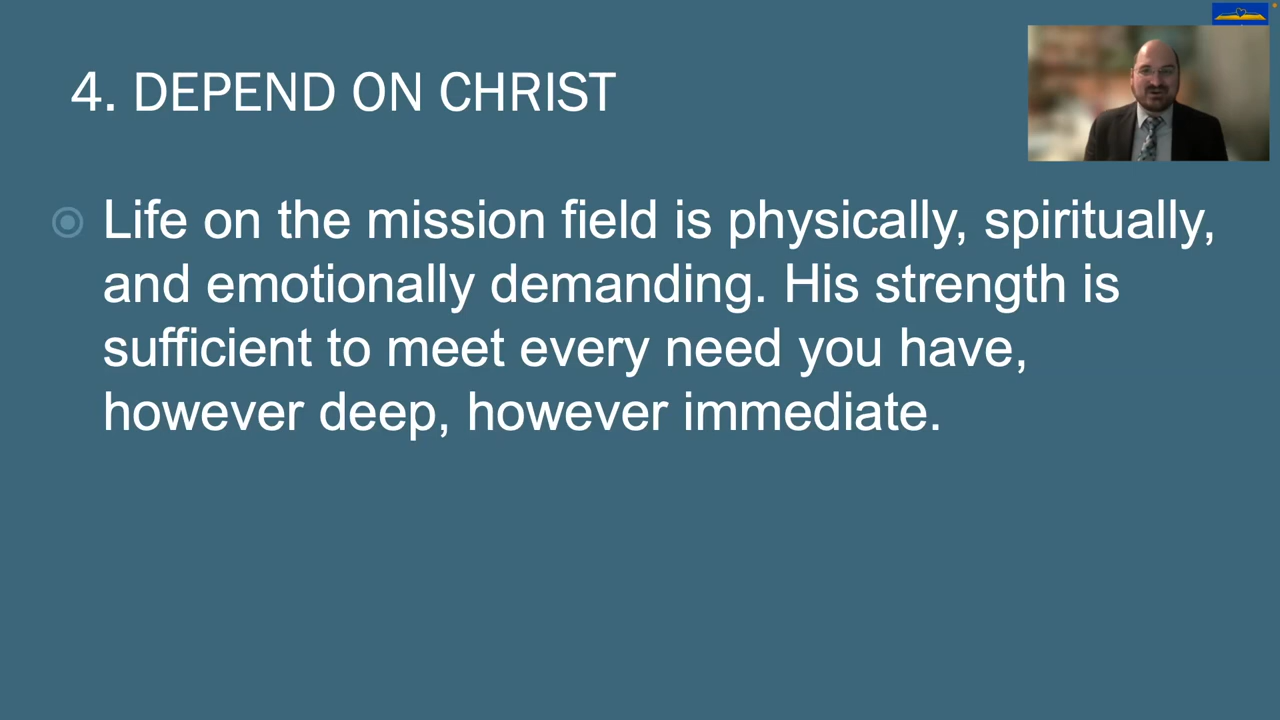 4. DEPEND ON CHRIST
Life on the mission field is physically, spiritually,
and emotionally demanding. His strength is
sufficient to meet every need you have,
however deep, however immediate.